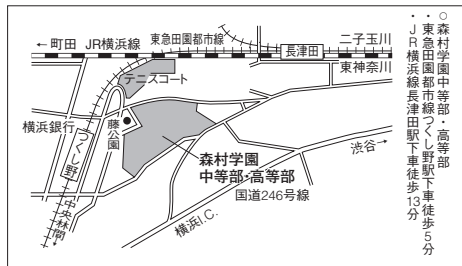 ○森村学園中等部・高等部
・東急田園都市線つくし野駅下車徒歩5分
・JR横浜線長津田駅下車徒歩13分
←町田
JR横浜線
東急田園都市線
二子玉川
長津田
東神奈川
テニスコート
横浜銀行
つくし野
藤公園
森村学園
中等部・高等部
渋谷→
国道246号線
中央林間→
横浜I.C.